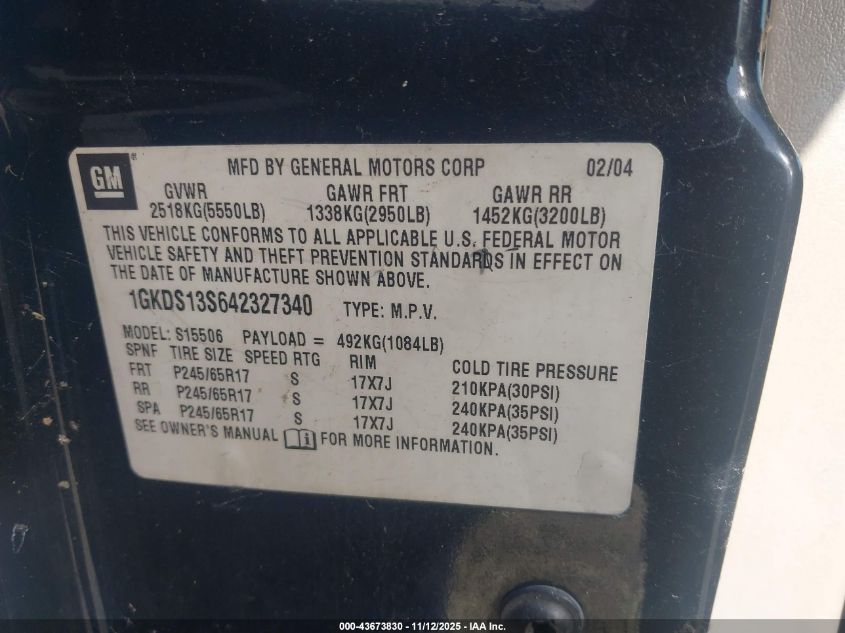 GM ® MFD BY GENERAL MOTORS CORP 02/04
GVWR GAWR FRT GAWR RR
2518KG(5550LB) 1338KG(2950LB) 1452KG(3200LB)
THIS VEHICLE CONFORMS TO ALL APPLICABLE U.S. FEDERAL MOTOR
VEHICLE SAFETY AND THEFT PREVENTION STANDARDS IN EFFECT ON
THE DATE OF MANUFACTURE SHOWN ABOVE.
1GKDS13S642327340 TYPE: M.P.V.
MODEL: S15506 PAYLOAD = 492KG(1084LB)
SPNF TIRE SIZE SPEED RTG RIM COLD TIRE PRESSURE
FRT P245/65R17 S 17X7J 210KPA(30PSI)
RR P245/65R17 S 17X7J 240KPA(35PSI)
SPA P245/65R17 S 17X7J 240KPA(35PSI)
SEE OWNER'S MANUAL FOR MORE INFORMATION.
000-43673830 - 11/12/2025 - IAA Inc.